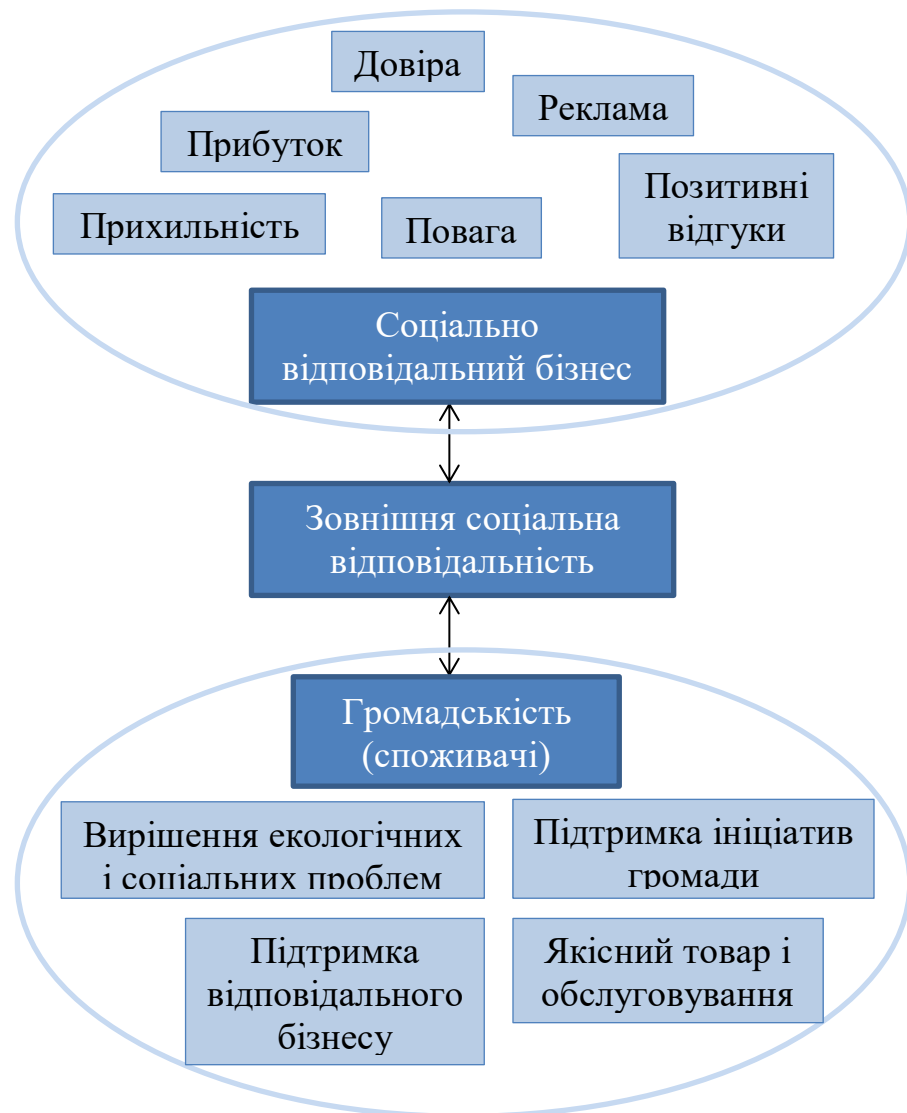 Довіра
Реклама
Прибуток
Позитивні
відгуки
Прихильність
Повага
Соціально
відповідальний бізнес
Зовнішня соціальна
відповідальність
Громадськість
(споживачі)
Вирішення екологічних
і соціальних проблем
Підтримка ініціатив
громади
Підтримка
відповідального
бізнесу
Якісний товар і
обслуговування